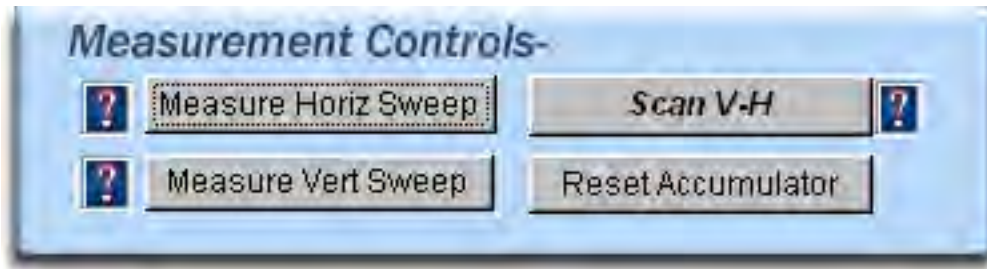 Measurement Controls-
? Measure Horiz Sweep Scan V-H ?
? Measure Vert Sweep Reset Accumulator